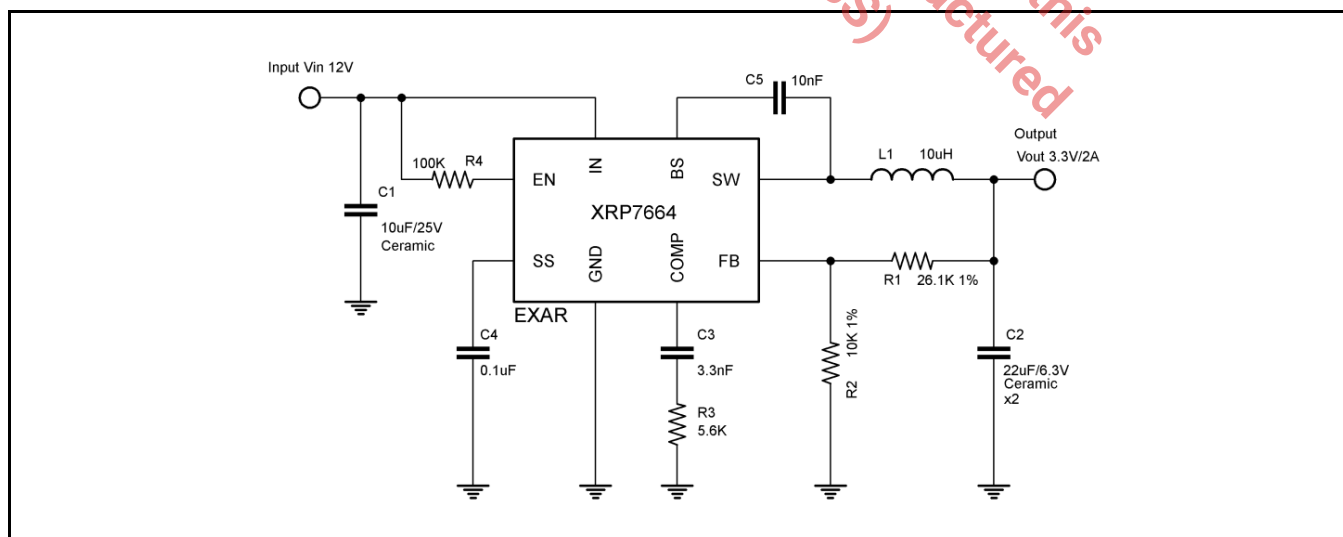 this
S)
actured
Input Vin 12V
C5
10nF
Output
Vout 3.3V/2A
L1
10uH
100K
R4
EN
IN
BS
SW
C1
10uF/25V
Ceramic
XRP7664
SS
GND
COMP
FB
R1
26.1K 1%
EXAR
C4
0.1uF
C3
3.3nF
10K 1%
R2
C2
22uF/6.3V
Ceramic
x2
R3
5.6K